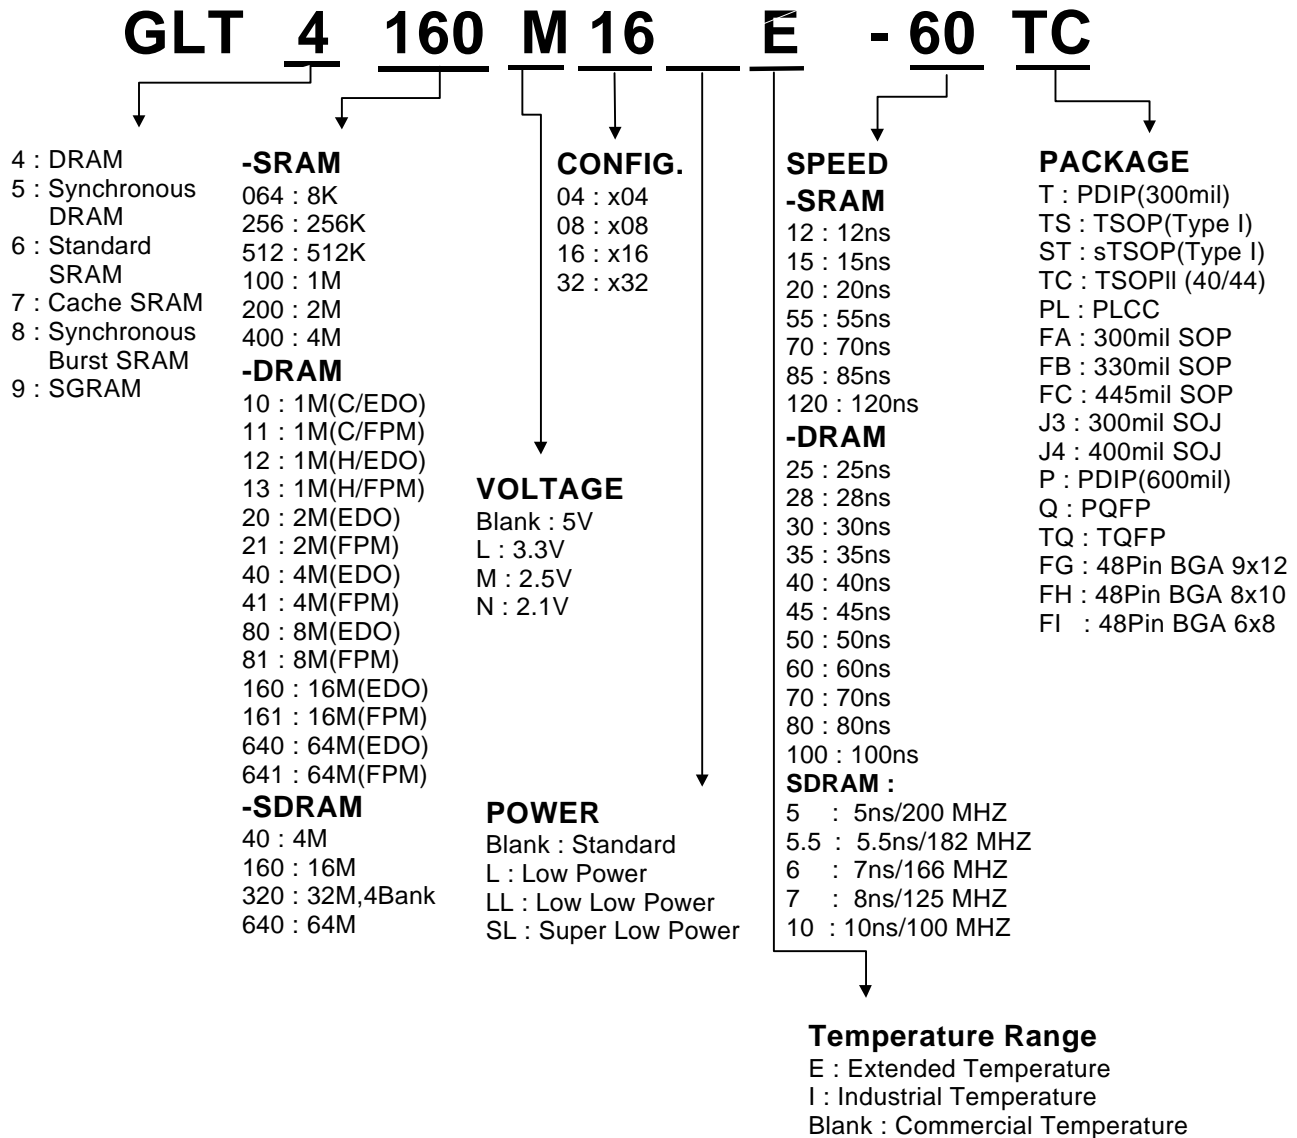 GLT 4 160 M 16 E - 60 TC
4 : DRAM
5 : Synchronous
DRAM
6 : Standard
SRAM
7 : Cache SRAM
8 : Synchronous
Burst SRAM
9 : SGRAM
-SRAM
064 : 8K
256 : 256K
512 : 512K
100 : 1M
200 : 2M
400 : 4M
-DRAM
10 : 1M(C/EDO)
11 : 1M(C/FPM)
12 : 1M(H/EDO)
13 : 1M(H/FPM)
20 : 2M(EDO)
21 : 2M(FPM)
40 : 4M(EDO)
41 : 4M(FPM)
80 : 8M(EDO)
81 : 8M(FPM)
160 : 16M(EDO)
161 : 16M(FPM)
640 : 64M(EDO)
641 : 64M(FPM)
-SDRAM
40 : 4M
160 : 16M
320 : 32M,4Bank
640 : 64M
VOLTAGE
Blank : 5V
L : 3.3V
M : 2.5V
N : 2.1V
CONFIG.
04 : x04
08 : x08
16 : x16
32 : x32
POWER
Blank : Standard
L : Low Power
LL : Low Low Power
SL : Super Low Power
SPEED
-SRAM
12 : 12ns
15 : 15ns
20 : 20ns
55 : 55ns
70 : 70ns
85 : 85ns
120 : 120ns
-DRAM
25 : 25ns
28 : 28ns
30 : 30ns
35 : 35ns
40 : 40ns
45 : 45ns
50 : 50ns
60 : 60ns
70 : 70ns
80 : 80ns
100 : 100ns
SDRAM :
5 : 5ns/200 MHZ
5.5 : 5.5ns/182 MHZ
6 : 7ns/166 MHZ
7 : 8ns/125 MHZ
10 : 10ns/100 MHZ
PACKAGE
T : PDIP(300mil)
TS : TSOP(Type I)
ST : sTSOP(Type I)
TC : TSOPll (40/44)
PL : PLCC
FA : 300mil SOP
FB : 330mil SOP
FC : 445mil SOP
J3 : 300mil SOJ
J4 : 400mil SOJ
P : PDIP(600mil)
Q : PQFP
TQ : TQFP
FG : 48Pin BGA 9x12
FH : 48Pin BGA 8x10
FI : 48Pin BGA 6x8
Temperature Range
E : Extended Temperature
I : Industrial Temperature
Blank : Commercial Temperature